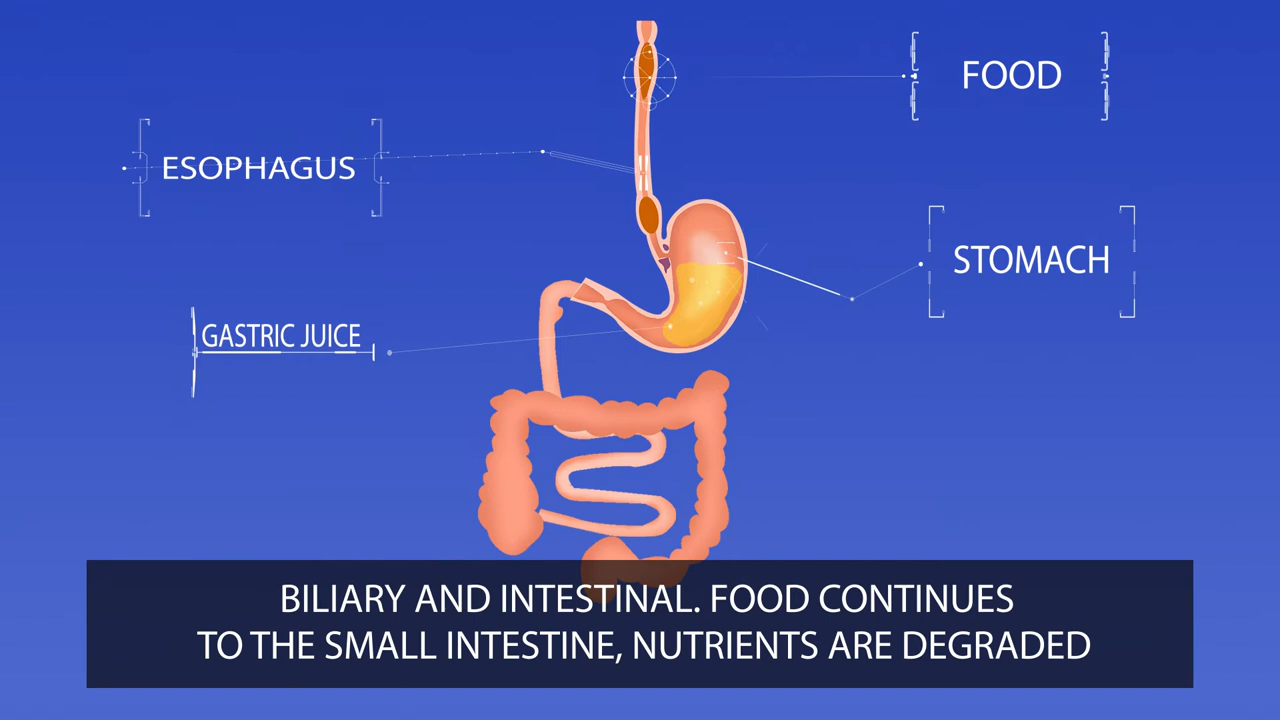 FOOD
ESOPHAGUS
STOMACH
GASTRIC JUICE
BILIARY AND INTESTINAL. FOOD CONTINUES
TO THE SMALL INTESTINE, NUTRIENTS ARE DEGRADED